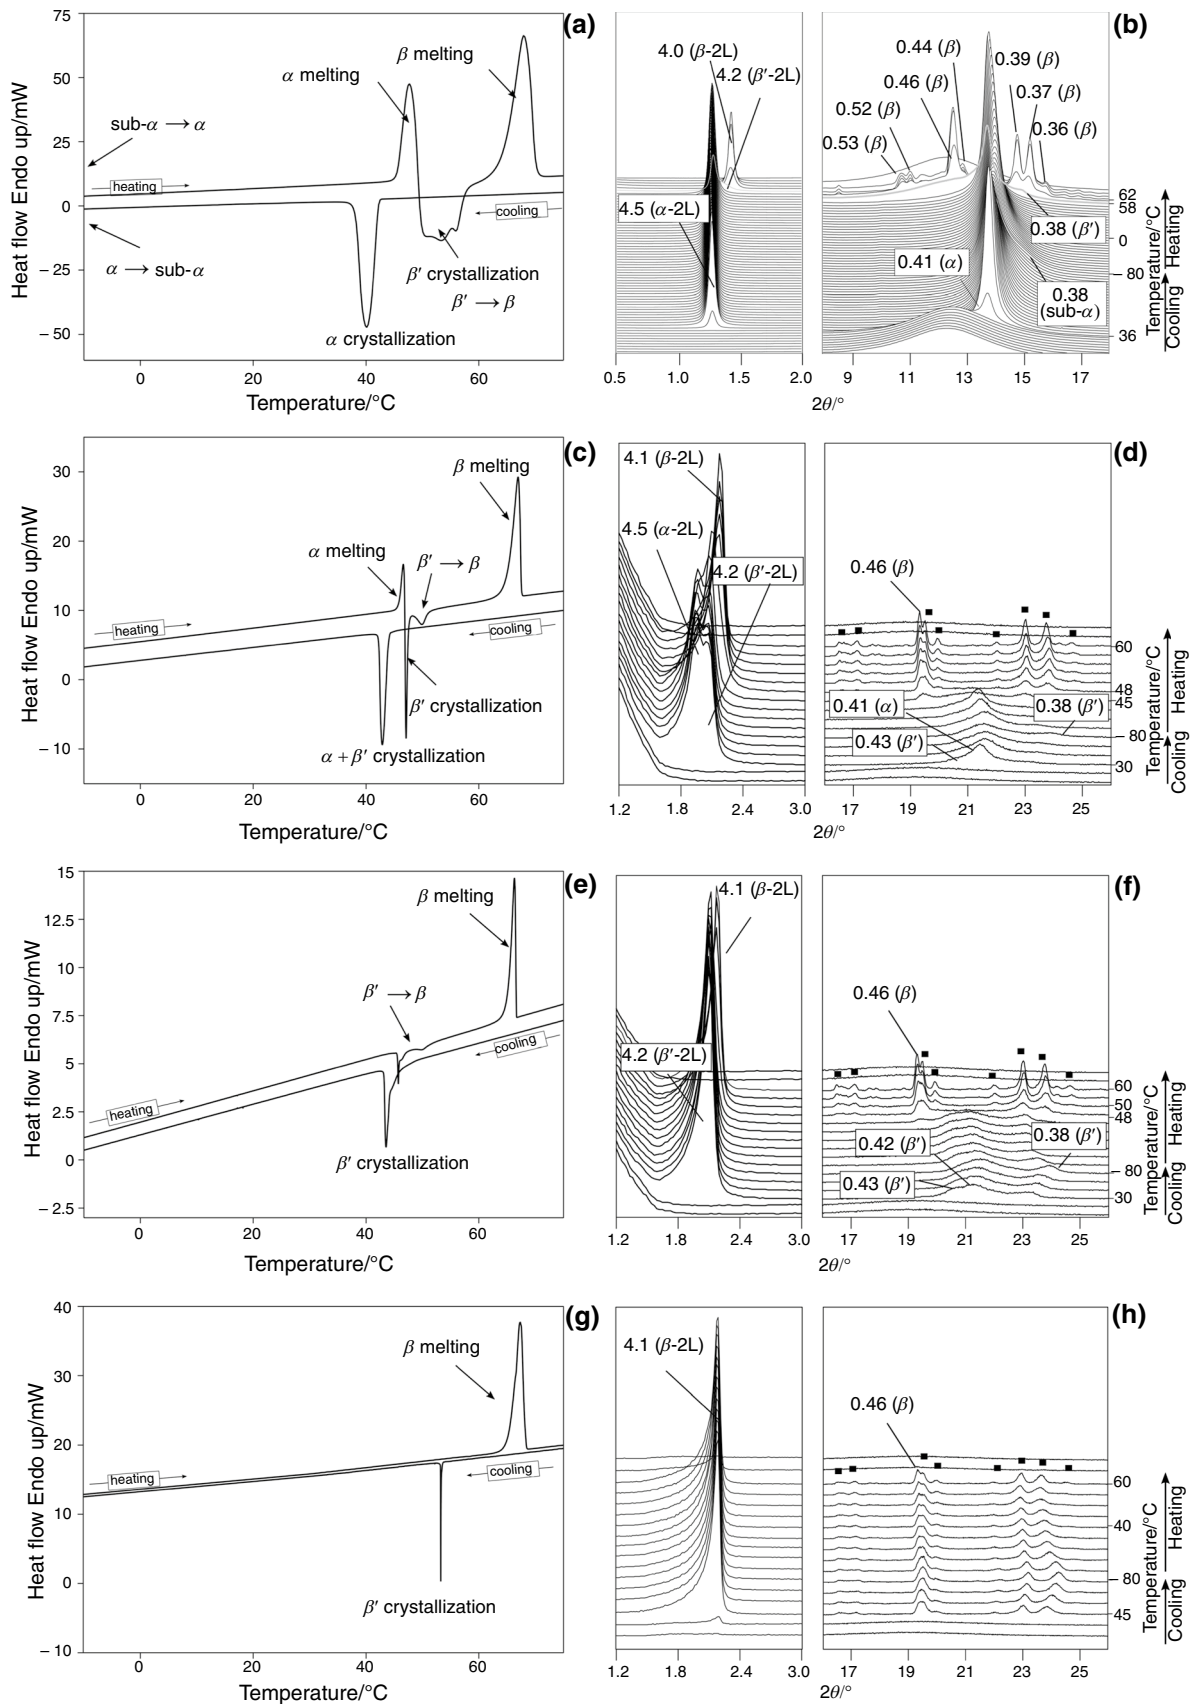 (a)
75
50
25
0
– 25
– 50
Heat flow Endo up/mW
α melting
β melting
sub-α → α
heating
cooling
α → sub-α
β′ crystallization
β′ → β
α crystallization
0
20
40
60
Temperature/°C
(b)
4.0 (β-2L)
4.2 (β′-2L)
4.5 (α-2L)
0.5
1.0
1.5
2.0
0.44 (β)
0.39 (β)
0.46 (β)
0.37 (β)
0.52 (β)
0.36 (β)
0.53 (β)
0.38 (β′)
0.41 (α)
0.38
(sub-α)
62
58
0
– 80
36
Temperature/°C
Cooling
Heating
9
11
13
15
17
2θ/°
(c)
30
20
10
0
– 10
Heat flow Endo up/mW
β melting
α melting
β′ → β
heating
cooling
β′ crystallization
α + β′ crystallization
0
20
40
60
Temperature/°C
(d)
4.1 (β-2L)
4.5 (α-2L)
4.2 (β′-2L)
1.2
1.8
2.4
3.0
0.46 (β)
0.41 (α)
0.38 (β′)
0.43 (β′)
60
48
45
– 80
30
Temperature/°C
Cooling
Heating
17
19
21
23
25
2θ/°
(e)
15
12.5
10
7.5
5
2.5
0
– 2.5
Heat flow Endo up/mW
β melting
β′ → β
cooling
heating
β′ crystallization
0
20
40
60
Temperature/°C
(f)
4.1 (β-2L)
4.2 (β′-2L)
1.2
1.8
2.4
3.0
0.46 (β)
0.42 (β′)
0.38 (β′)
0.43 (β′)
60
50
48
– 80
30
Temperature/°C
Cooling
Heating
17
19
21
23
25
2θ/°
(g)
40
30
20
10
0
– 10
Heat flow Endo up/mW
β melting
heating
cooling
β′ crystallization
0
20
40
60
Temperature/°C
(h)
4.1 (β-2L)
1.2
1.8
2.4
3.0
0.46 (β)
60
40
– 80
45
Temperature/°C
Cooling
Heating
17
19
21
23
25
2θ/°